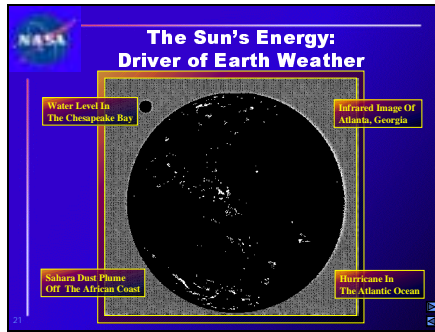 NASA
The Sun's Energy:
Driver of Earth Weather
Water Level In
The Chesapeake Bay
Infrared Image Of
Atlanta, Georgia
Sahara Dust Plume
Off The African Coast
Hurricane In
The Atlantic Ocean
21